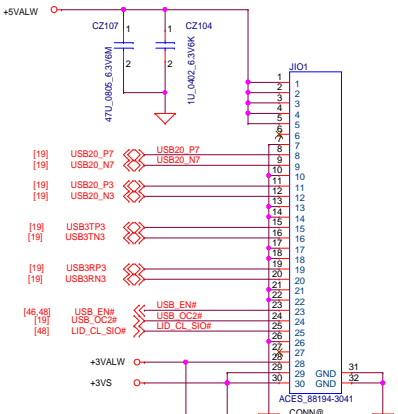 +5VALW
CZ107 CZ104
1 1
2 2
47U_0805_6.3V6M
1U_0402_6.3V6K
JIO1
1 1
2 2
3 3
4 4
5 5
6 6
7 7
[19] USB20_P7 USB20_P7 8 8
[19] USB20_N7 USB20_N7 9 9
10 10
[19] USB20_P3 11 11
[19] USB20_N3 12 12
13 13
14 14
[19] USB3TP3 15 15
[19] USB3TN3 16 16
17 17
18 18
[19] USB3RP3 19 19
[19] USB3RN3 20 20
21 21
22 22
[46,48] USB_EN# USB_EN# 23 23
[19] USB_OC2# USB_OC2# 24 24
[48] LID_CL_SIO# LID_CL_SIO# 25 25
26 26
27 27
+3VALW 28 28
29 29 GND 31
+3VS 30 30 GND 32
ACES_88194-3041
CONN@